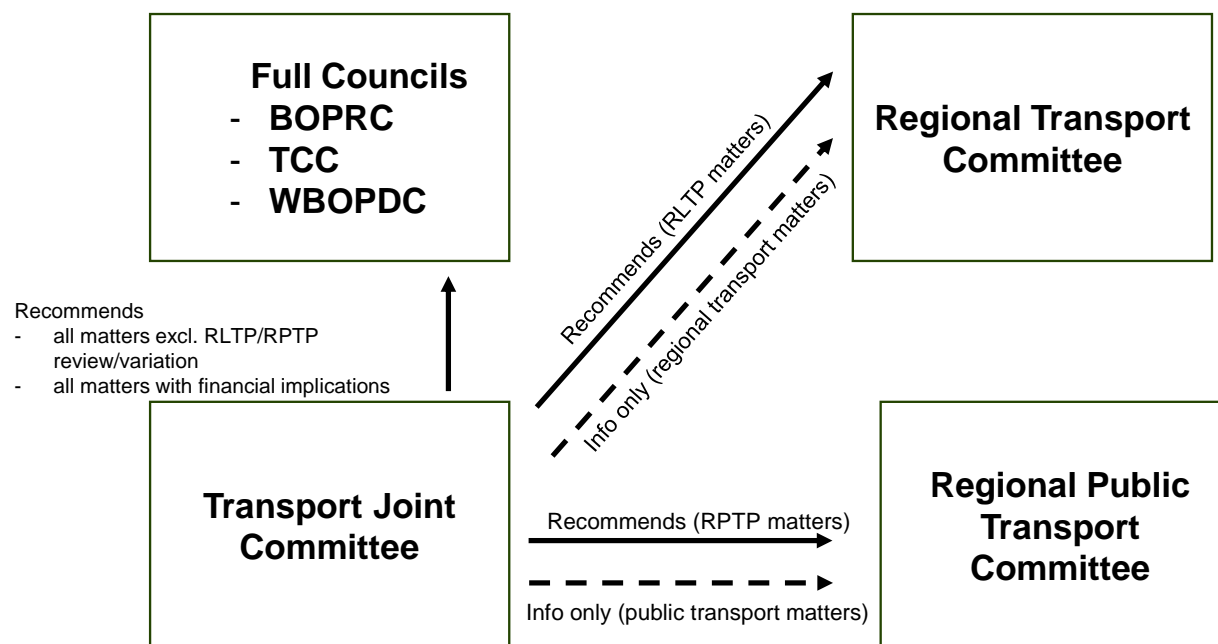 Full Councils
- BOPRC
- TCC
- WBOPDC
Regional Transport
Committee
Recommends
- all matters excl. RLTP/RPTP
review/variation
- all matters with financial implications
Recommends (RLTP matters)
Info only (regional transport matters)
Transport Joint
Committee
Recommends (RPTP matters)
Info only (public transport matters)
Regional Public
Transport
Committee